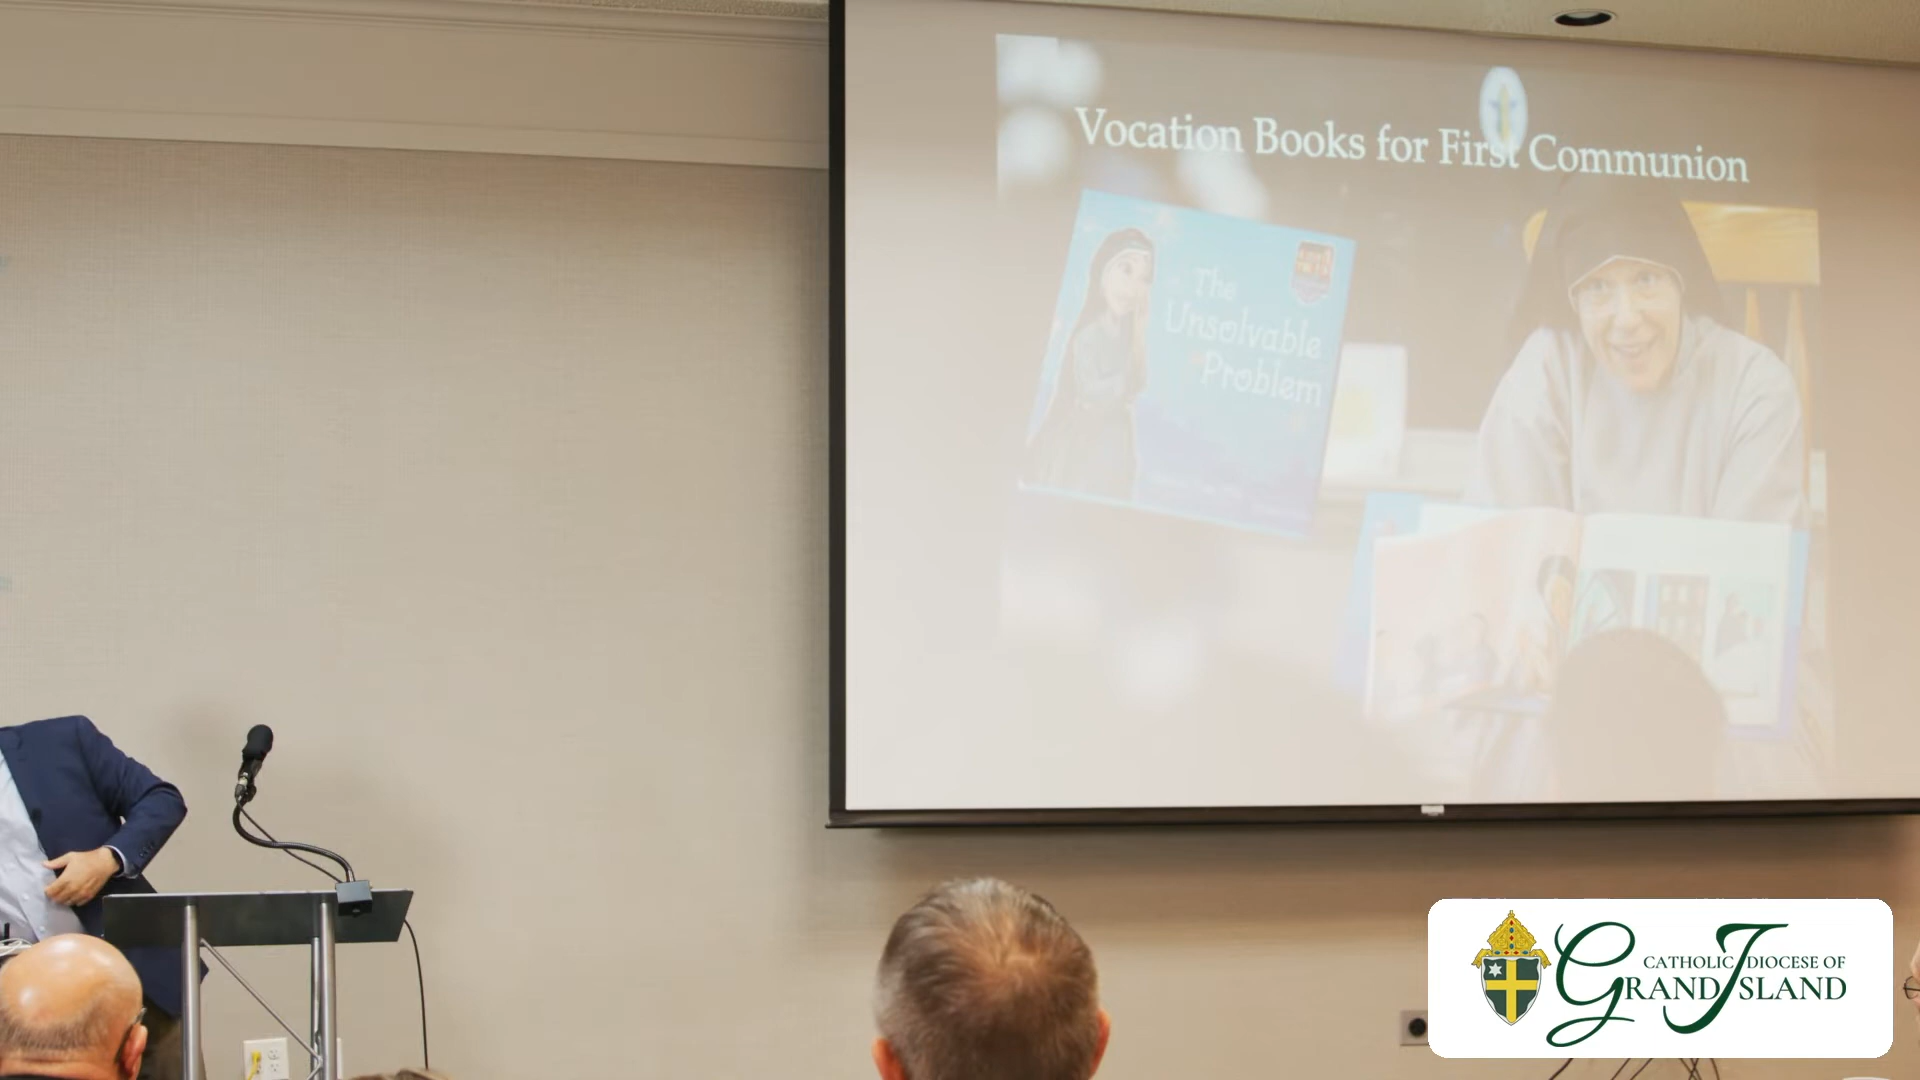 Vocation Books for First Communion
The
Unsolvable
Problem
CATHOLIC DIOCESE OF
GRAND ISLAND